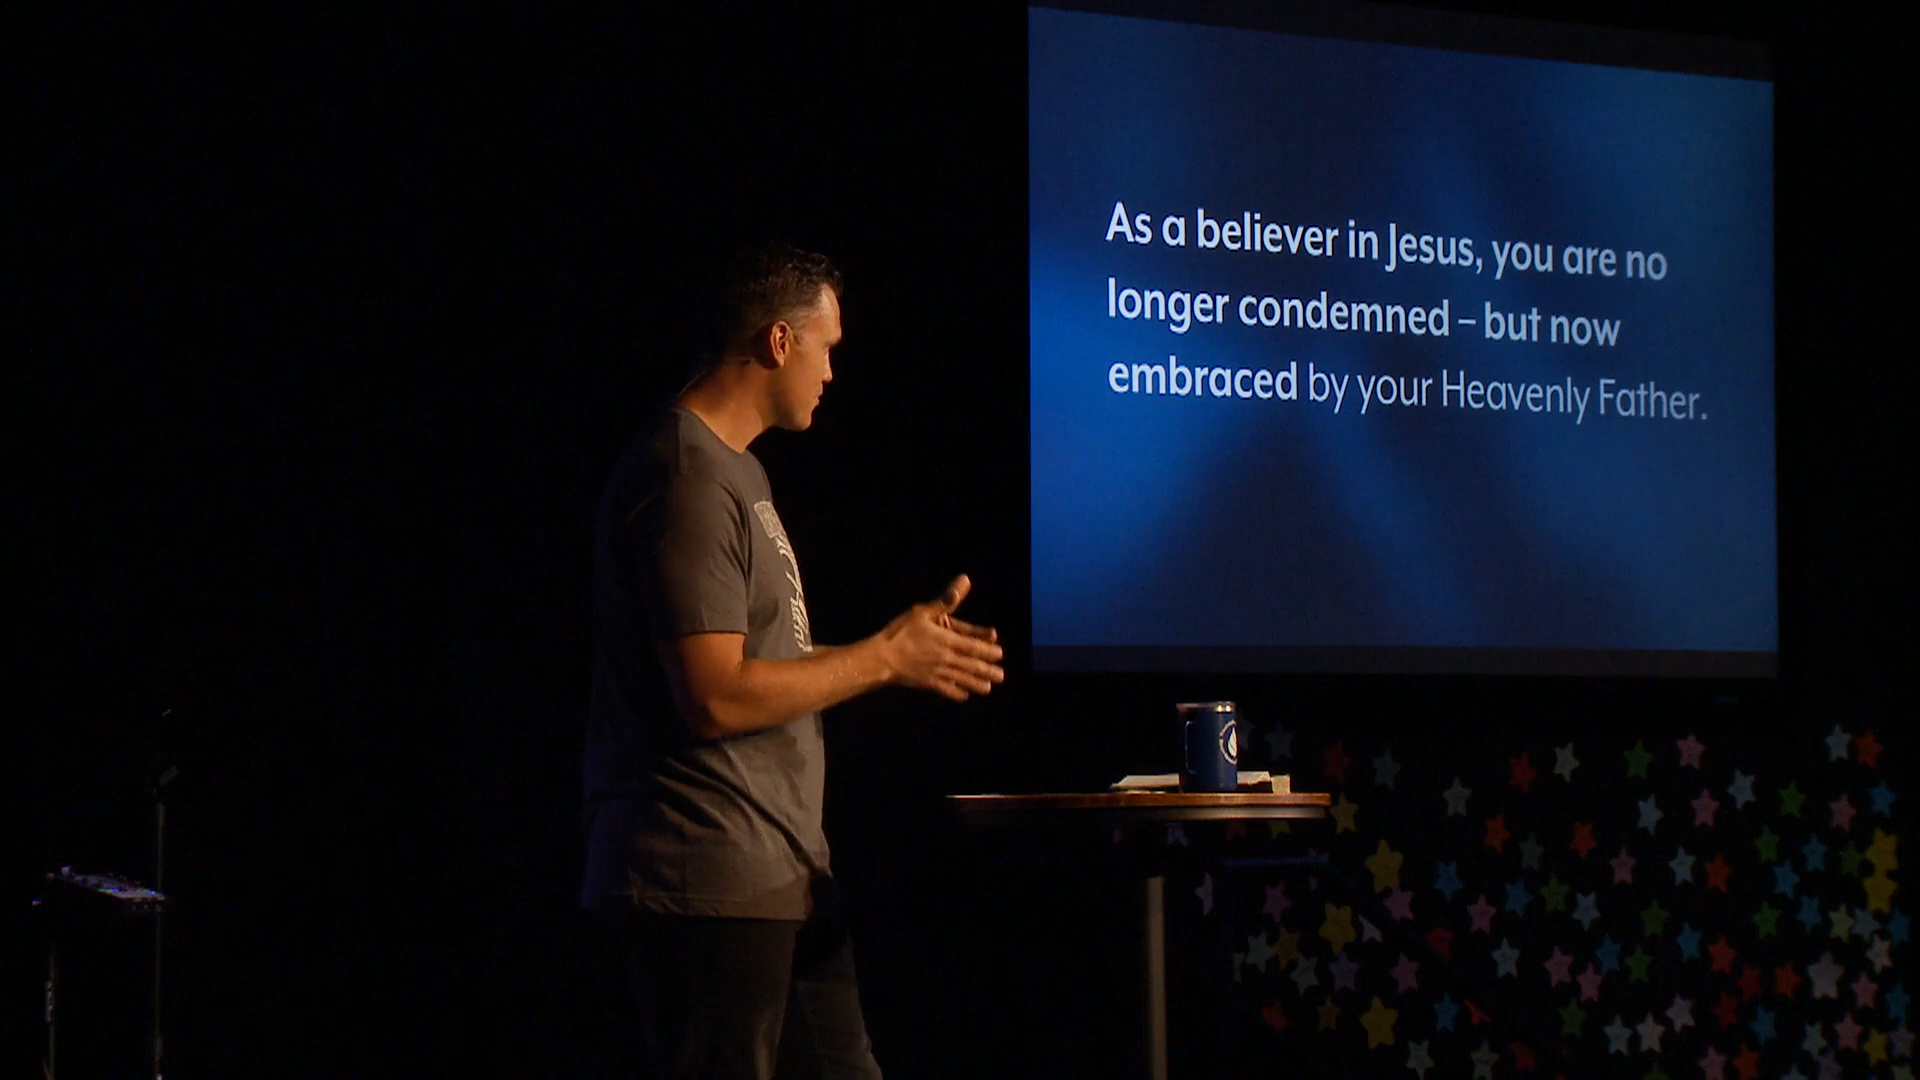 As a believer in Jesus, you are no
longer condemned – but now
embraced by your Heavenly Father.